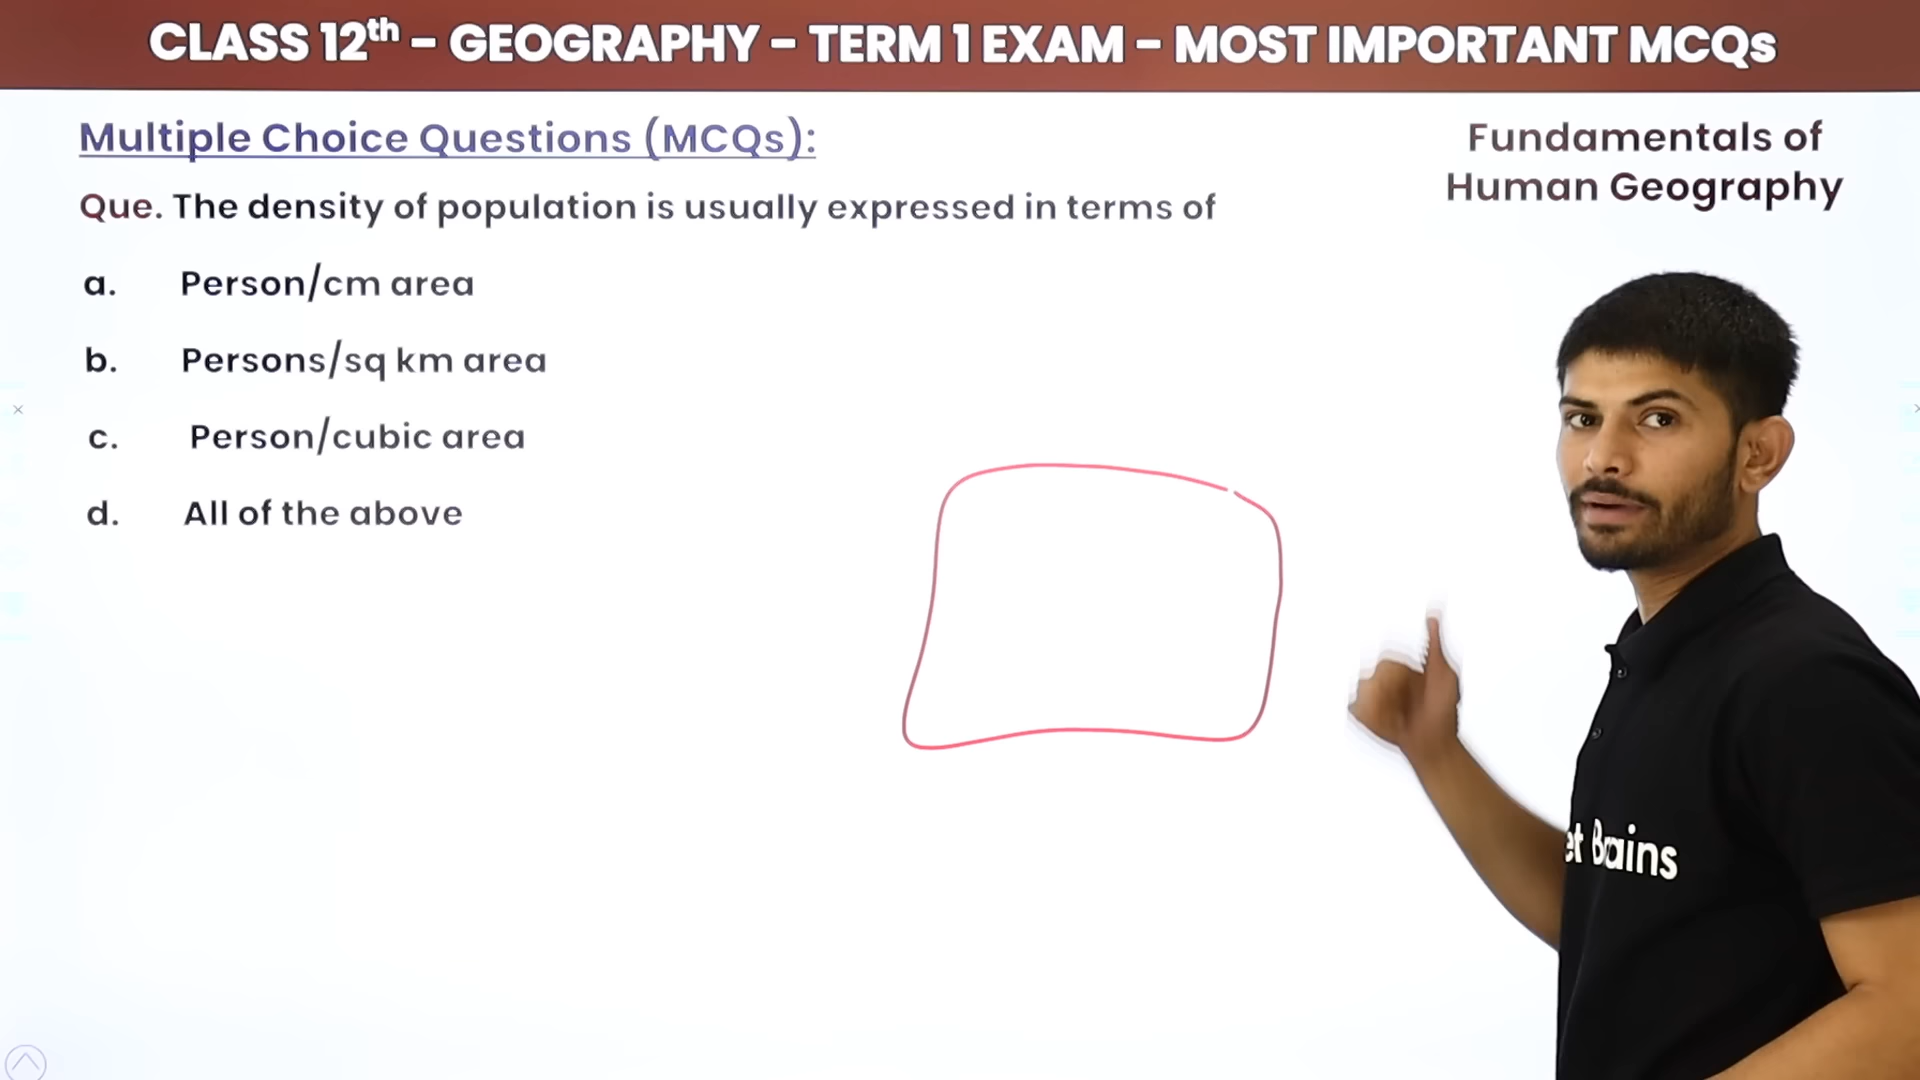 CLASS 12th - GEOGRAPHY - TERM 1 EXAM - MOST IMPORTANT MCQs
Multiple Choice Questions (MCQs):
Fundamentals of
Human Geography
Que. The density of population is usually expressed in terms of
a. Person/cm area
b. Persons/sq km area
c. Person/cubic area
d. All of the above
et Brains